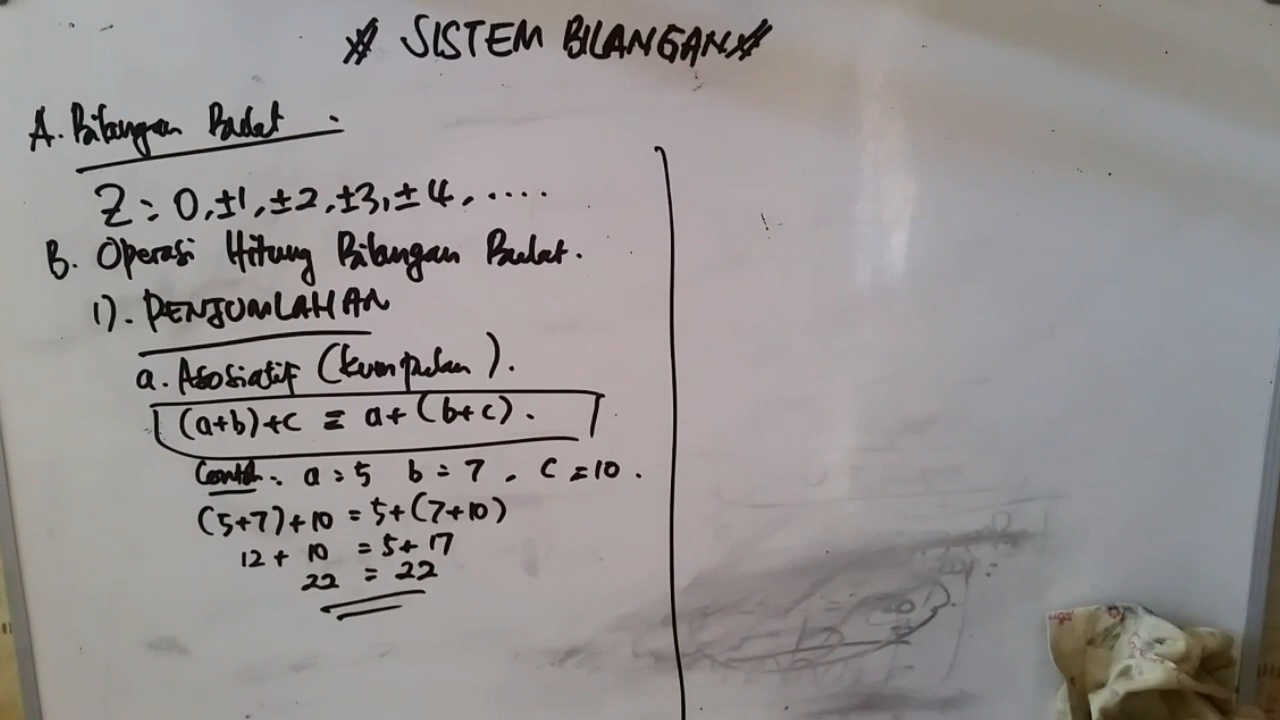 SISTEM BILANGAN
A. Bilangan Bulat.
Z = 0, ±1, ±2, ±3, ±4, ....
B. Operasi Hitung Bilangan Bulat.
1). PENJUMLAHAN
a. Asosiatif (kumpulan).
(a+b)+c = a+(b+c).
Contoh: a = 5 b = 7, c = 10.
(5+7)+10 = 5+(7+10)
12 + 10 = 5+17
22 = 22